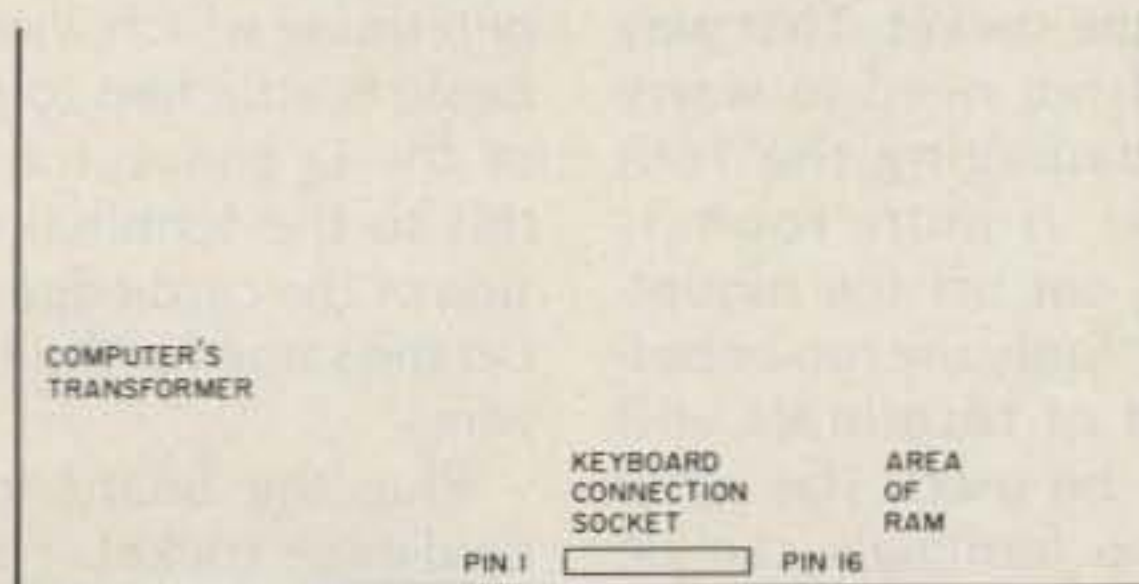 COMPUTER'S
TRANSFORMER
KEYBOARD
CONNECTION
SOCKET
AREA
OF
RAM
PIN 1
PIN 16